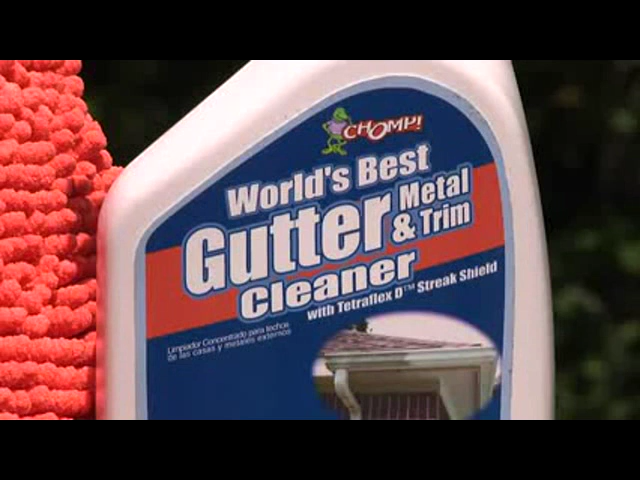 CHOMP!
World's Best
Gutter Metal & Trim
Cleaner
with Tetraflex D™ Streak Shield
Limpiador Concentrado para techos
de las casas y metales externos